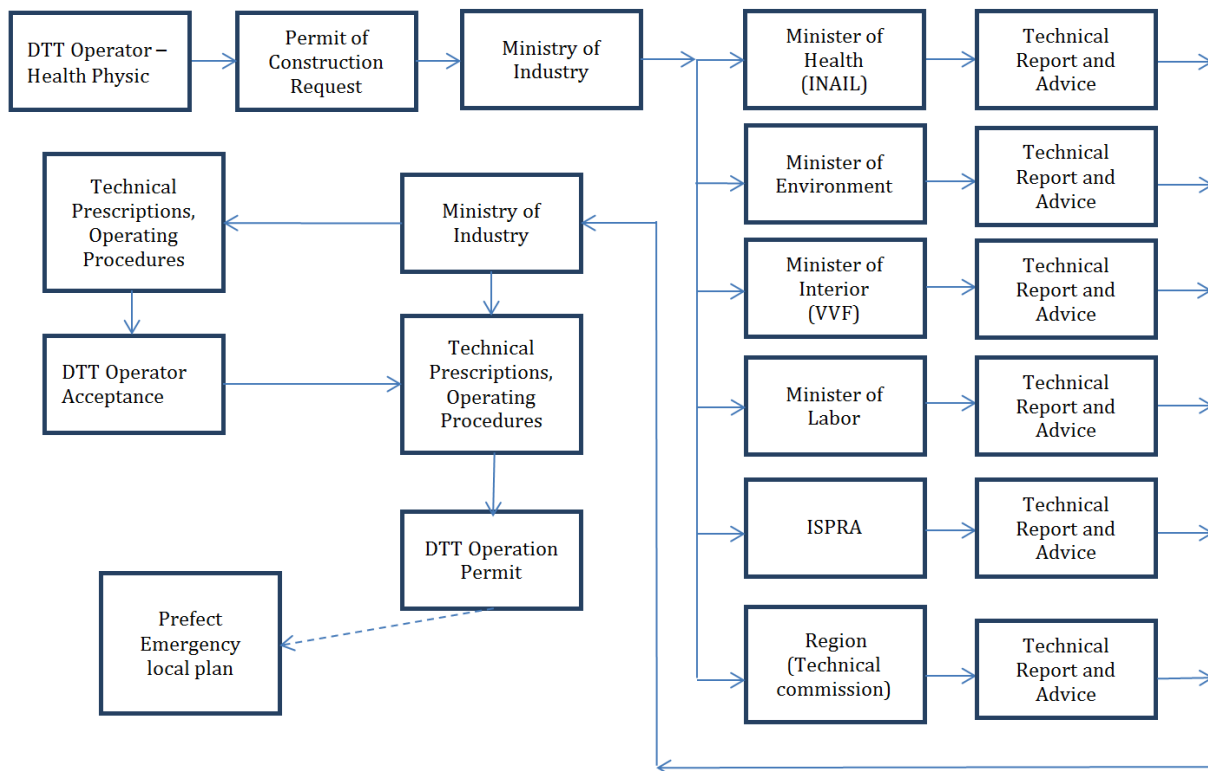 DTT Operator –
Health Physic
Permit of
Construction
Request
Ministry of
Industry
Minister of
Health
(INAIL)
Technical
Report and
Advice
Minister of
Environment
Technical
Report and
Advice
Technical
Prescriptions,
Operating
Procedures
Ministry of
Industry
Minister of
Interior
(VVF)
Technical
Report and
Advice
DTT Operator
Acceptance
Technical
Prescriptions,
Operating
Procedures
Minister of
Labor
Technical
Report and
Advice
ISPRA
Technical
Report and
Advice
DTT Operation
Permit
Prefect
Emergency
local plan
Region
(Technical
commission)
Technical
Report and
Advice